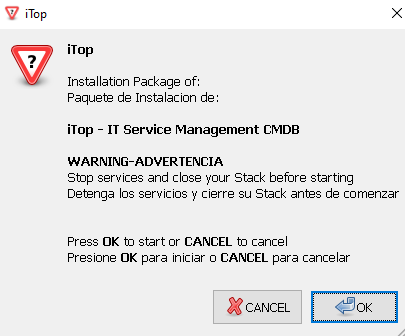 iTop
iTop
Installation Package of:
Paquete de Instalacion de:
iTop - IT Service Management CMDB
WARNING-ADVERTENCIA
Stop services and close your Stack before starting
Detenga los servicios y cierre su Stack antes de comenzar
Press OK to start or CANCEL to cancel
Presione OK para iniciar o CANCEL para cancelar
CANCEL
OK